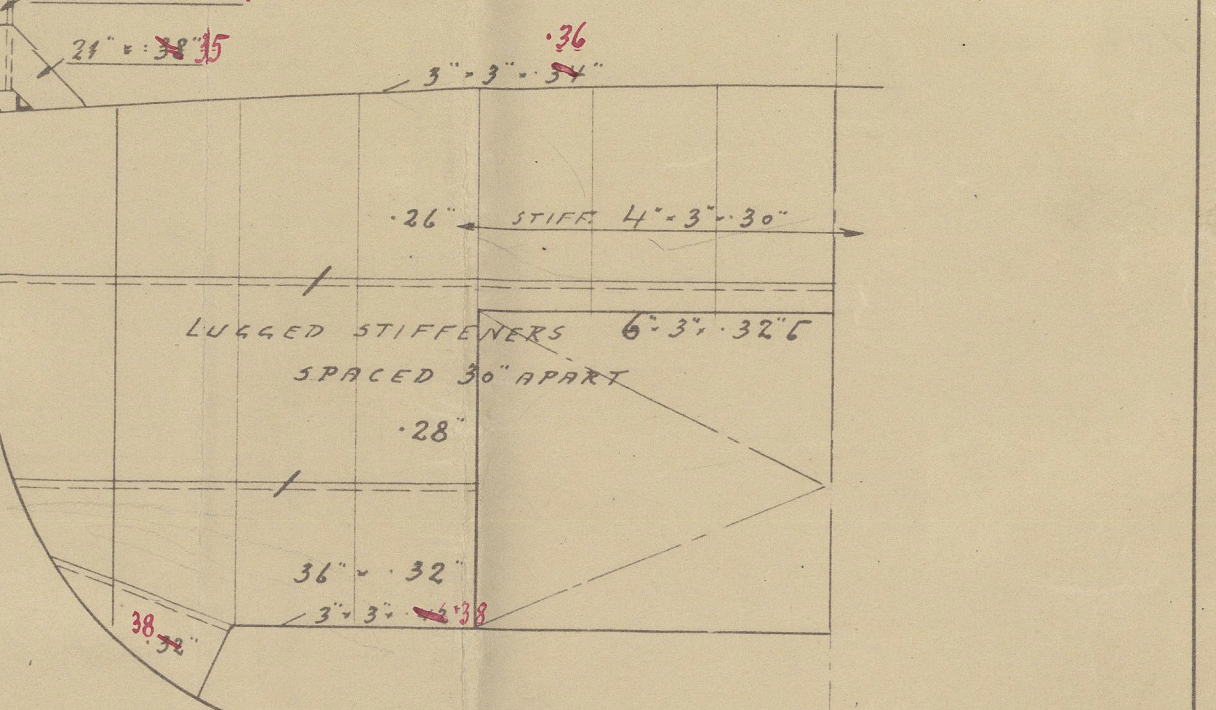 21" × .38" 35
.36
3" × 3" × .34"
.26"
STIFF. 4" × 3" × .30"
LUGGED STIFFENERS 6" × 3" × .32" [
SPACED 30" APART
.28"
36" × .32"
3" × 3" × .42 .38
38
.32"